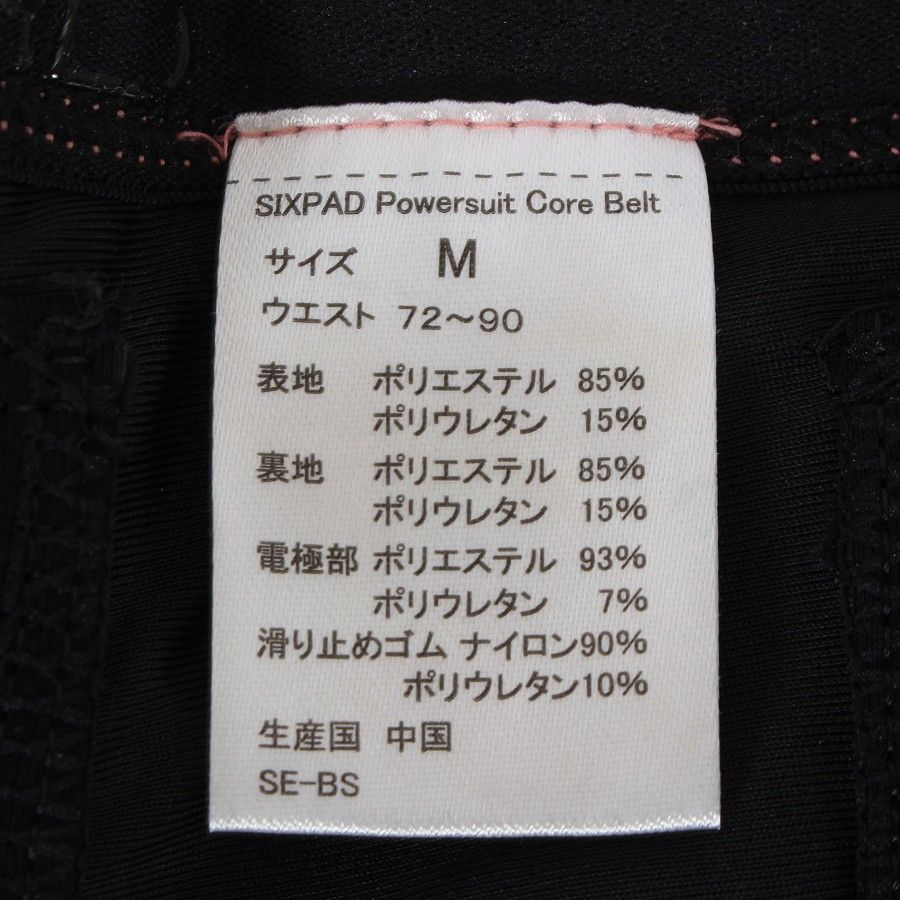 SIXPAD Powersuit Core Belt
サイズ M
ウエスト 72～90
表地 ポリエステル 85%
ポリウレタン 15%
裏地 ポリエステル 85%
ポリウレタン 15%
電極部 ポリエステル 93%
ポリウレタン 7%
滑り止めゴム ナイロン90%
ポリウレタン10%
生産国 中国
SE-BS